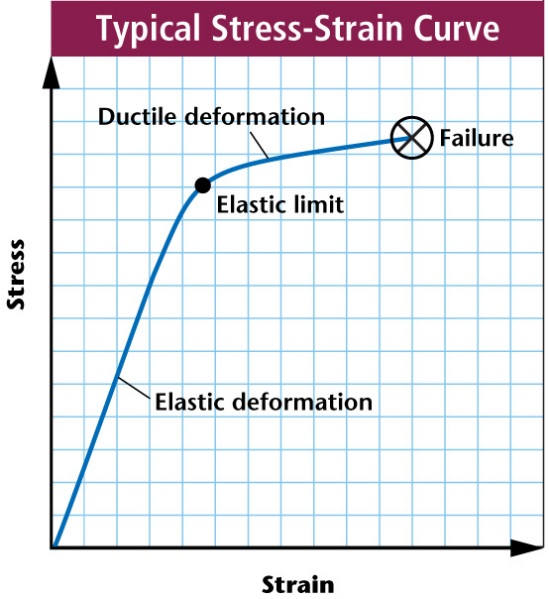 Typical Stress-Strain Curve
Ductile deformation
Failure
Elastic limit
Stress
Elastic deformation
Strain